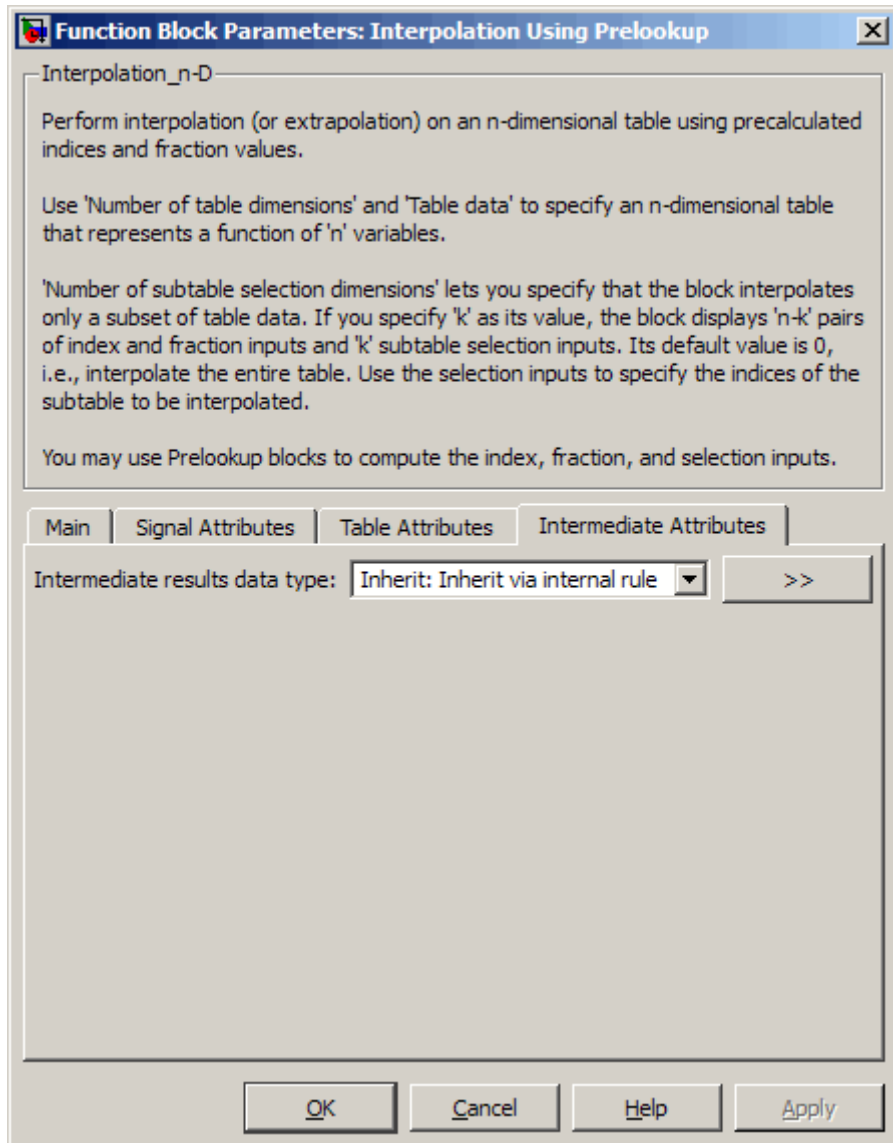 Function Block Parameters: Interpolation Using Prelookup
Interpolation_n-D
Perform interpolation (or extrapolation) on an n-dimensional table using precalculated
indices and fraction values.
Use 'Number of table dimensions' and 'Table data' to specify an n-dimensional table
that represents a function of 'n' variables.
'Number of subtable selection dimensions' lets you specify that the block interpolates
only a subset of table data. If you specify 'k' as its value, the block displays 'n-k' pairs
of index and fraction inputs and 'k' subtable selection inputs. Its default value is 0,
i.e., interpolate the entire table. Use the selection inputs to specify the indices of the
subtable to be interpolated.
You may use Prelookup blocks to compute the index, fraction, and selection inputs.
Main Signal Attributes Table Attributes Intermediate Attributes
Intermediate results data type: Inherit: Inherit via internal rule >>
OK Cancel Help Apply